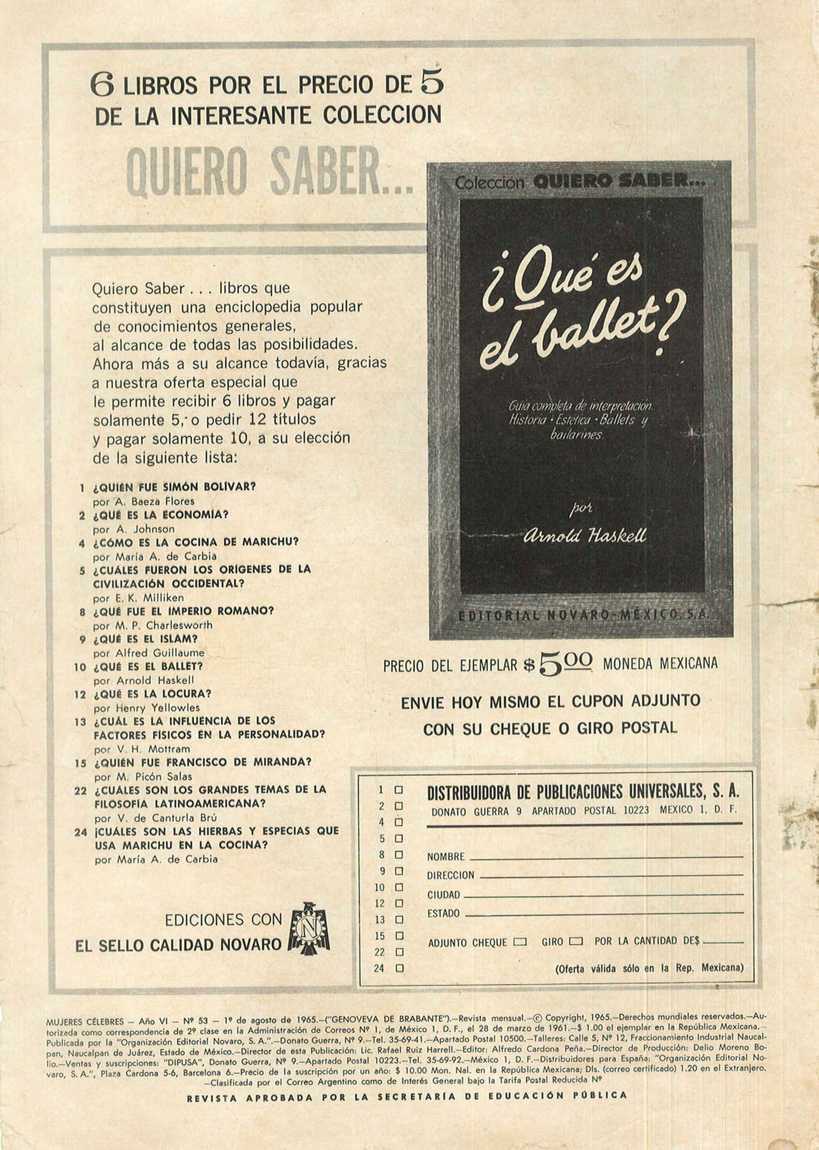 6 LIBROS POR EL PRECIO DE 5
DE LA INTERESANTE COLECCION
QUIERO SABER...
Colección QUIERO SABER...
¿Qué es
el ballet?
Guía completa de interpretación.
Historia • Estética • Ballets y
bailarines.
por
Arnold Haskell
EDITORIAL NOVARO-MÉXICO, S.A.
Quiero Saber . . . libros que
constituyen una enciclopedia popular
de conocimientos generales,
al alcance de todas las posibilidades.
Ahora más a su alcance todavía, gracias
a nuestra oferta especial que
le permite recibir 6 libros y pagar
solamente 5, o pedir 12 títulos
y pagar solamente 10, a su elección
de la siguiente lista:
1 ¿QUIÉN FUE SIMÓN BOLÍVAR?
por A. Baeza Flores
2 ¿QUÉ ES LA ECONOMÍA?
por A. Johnson
4 ¿CÓMO ES LA COCINA DE MARICHU?
por María A. de Carbia
5 ¿CUÁLES FUERON LOS ORÍGENES DE LA
CIVILIZACIÓN OCCIDENTAL?
por E. K. Milliken
8 ¿QUÉ FUE EL IMPERIO ROMANO?
por M. P. Charlesworth
9 ¿QUÉ ES EL ISLAM?
por Alfred Guillaume
10 ¿QUÉ ES EL BALLET?
por Arnold Haskell
12 ¿QUÉ ES LA LOCURA?
por Henry Yellowles
13 ¿CUÁL ES LA INFLUENCIA DE LOS
FACTORES FÍSICOS EN LA PERSONALIDAD?
por V. H. Mottram
15 ¿QUIÉN FUE FRANCISCO DE MIRANDA?
por M. Picón Salas
22 ¿CUÁLES SON LOS GRANDES TEMAS DE LA
FILOSOFÍA LATINOAMERICANA?
por V. de Canturla Brú
24 ¡CUÁLES SON LAS HIERBAS Y ESPECIAS QUE
USA MARICHU EN LA COCINA?
por María A. de Carbia
EDICIONES CON
EL SELLO CALIDAD NOVARO
N
PRECIO DEL EJEMPLAR $5.00 MONEDA MEXICANA
ENVIE HOY MISMO EL CUPON ADJUNTO
CON SU CHEQUE O GIRO POSTAL
1
2
4
5
8
9
10
12
13
15
22
24
DISTRIBUIDORA DE PUBLICACIONES UNIVERSALES, S. A.
DONATO GUERRA 9 APARTADO POSTAL 10223 MEXICO 1, D. F.
NOMBRE
DIRECCION
CIUDAD
ESTADO
ADJUNTO CHEQUE GIRO POR LA CANTIDAD DE$
(Oferta válida sólo en la Rep. Mexicana)
MUJERES CÉLEBRES — Año VI — Nº 53 — 1º de agosto de 1965.—("GENOVEVA DE BRABANTE").—Revista mensual.—© Copyright, 1965.—Derechos mundiales reservados.—Au-
torizada como correspondencia de 2ª clase en la Administración de Correos Nº 1, de México 1, D. F., el 28 de marzo de 1961.—$ 1.00 el ejemplar en la República Mexicana.—
Publicada por la "Organización Editorial Novaro, S. A.".—Donato Guerra, Nº 9.—Tel. 35-69-41.—Apartado Postal 10500.—Talleres: Calle 5, Nº 12, Fraccionamiento Industrial Naucal-
pan, Naucalpan de Juárez, Estado de México.—Director de esta Publicación: Lic. Rafael Ruiz Harrell.—Editor: Alfredo Cardona Peña.—Director de Producción: Delio Moreno Bo-
lio.—Ventas y suscripciones: "DIPUSA", Donato Guerra, Nº 9.—Apartado Postal 10223.—Tel. 35-69-92.—México 1, D. F.—Distribuidores para España: "Organización Editorial No-
varo, S. A.", Plaza Cardona 5-6, Barcelona 6.—Precio de la suscripción por un año: $ 10.00 Mon. Nal. en la República Mexicana; Dls. (correo certificado) 1.20 en el Extranjero.
—Clasificada por el Correo Argentino como de Interés General bajo la Tarifa Postal Reducida Nº
REVISTA APROBADA POR LA SECRETARÍA DE EDUCACIÓN PÚBLICA